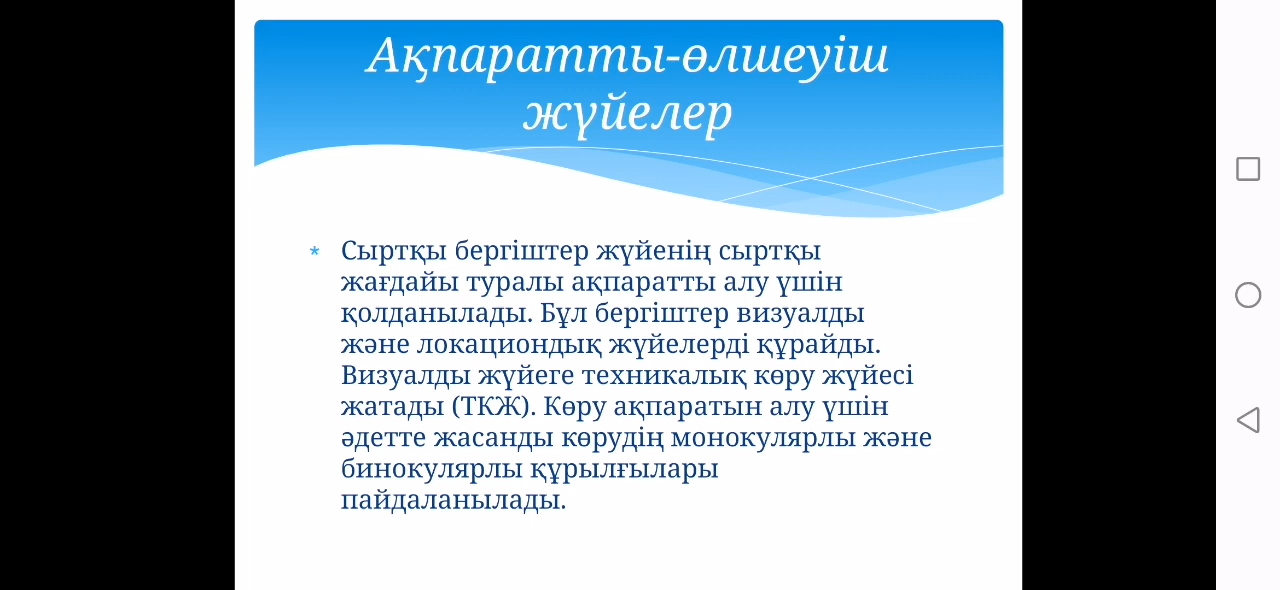 Ақпаратты-өлшеуіш
жүйелер
* Сыртқы бергіштер жүйенің сыртқы
жағдайы туралы ақпаратты алу үшін
қолданылады. Бұл бергіштер визуалды
және локациондық жүйелерді құрайды.
Визуалды жүйеге техникалық көру жүйесі
жатады (ТКЖ). Көру ақпаратын алу үшін
әдетте жасанды көрудің монокулярлы және
бинокулярлы құрылғылары
пайдаланылады.